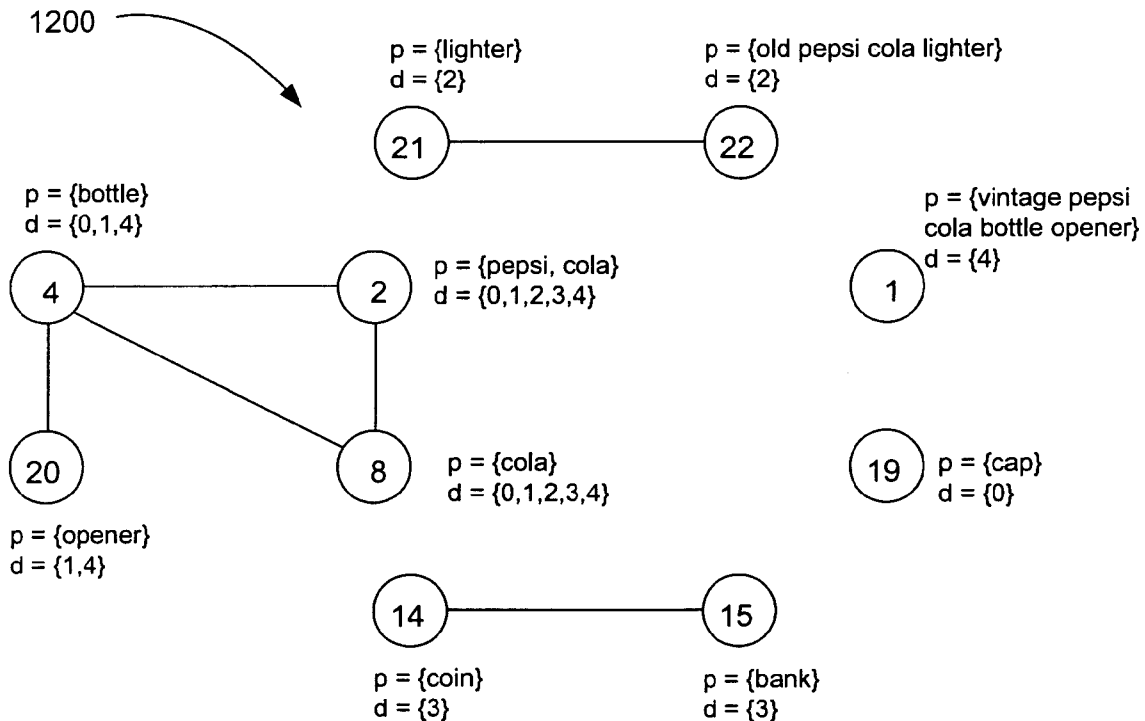 1200
p = {lighter}
d = {2}
p = {old pepsi cola lighter}
d = {2}
21
22
p = {bottle}
d = {0,1,4}
p = {vintage pepsi
cola bottle opener}
d = {4}
4
2
p = {pepsi, cola}
d = {0,1,2,3,4}
1
20
8
p = {cola}
d = {0,1,2,3,4}
19
p = {cap}
d = {0}
p = {opener}
d = {1,4}
14
15
p = {coin}
d = {3}
p = {bank}
d = {3}